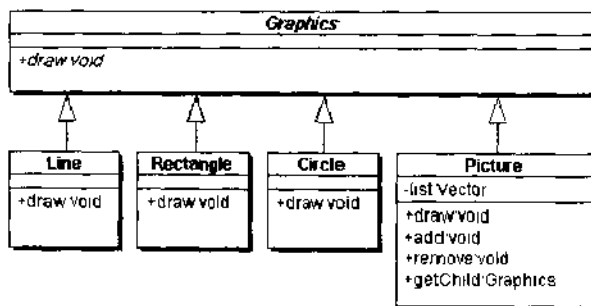 Graphics
+draw:void
Line
+draw:void
Rectangle
+draw:void
Circle
+draw:void
Picture
-list:Vector
+draw:void
+add:void
+remove:void
+getChild:Graphics